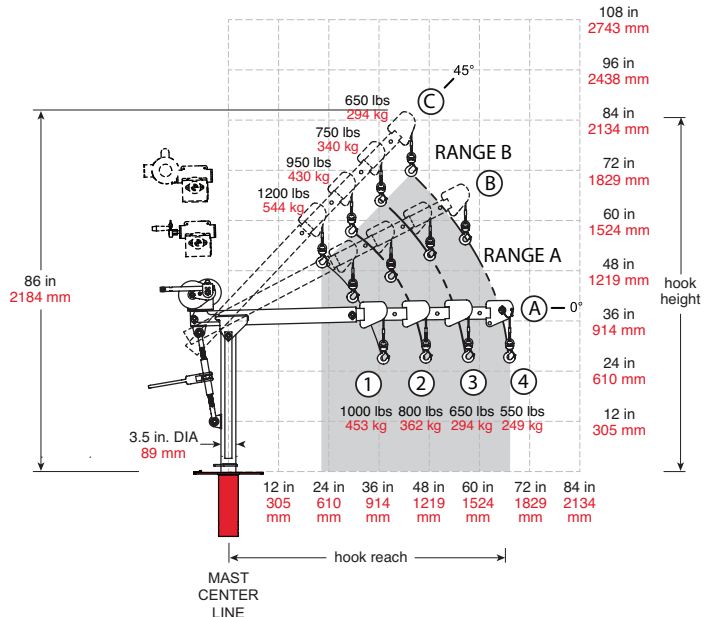 108 in
2743 mm
96 in
2438 mm
84 in
2134 mm
72 in
1829 mm
60 in
1524 mm
48 in
1219 mm
36 in
914 mm
24 in
610 mm
12 in
305 mm
hook
height
45°
C
650 lbs
294 kg
750 lbs
340 kg
950 lbs
430 kg
1200 lbs
544 kg
RANGE B
B
RANGE A
A
0°
86 in
2184 mm
1
2
3
4
1000 lbs
453 kg
800 lbs
362 kg
650 lbs
294 kg
550 lbs
249 kg
3.5 in. DIA
89 mm
12 in
305
mm
24 in
610
mm
36 in
914
mm
48 in
1219
mm
60 in
1524
mm
72 in
1829
mm
84 in
2134
mm
hook reach
MAST
CENTER
LINE